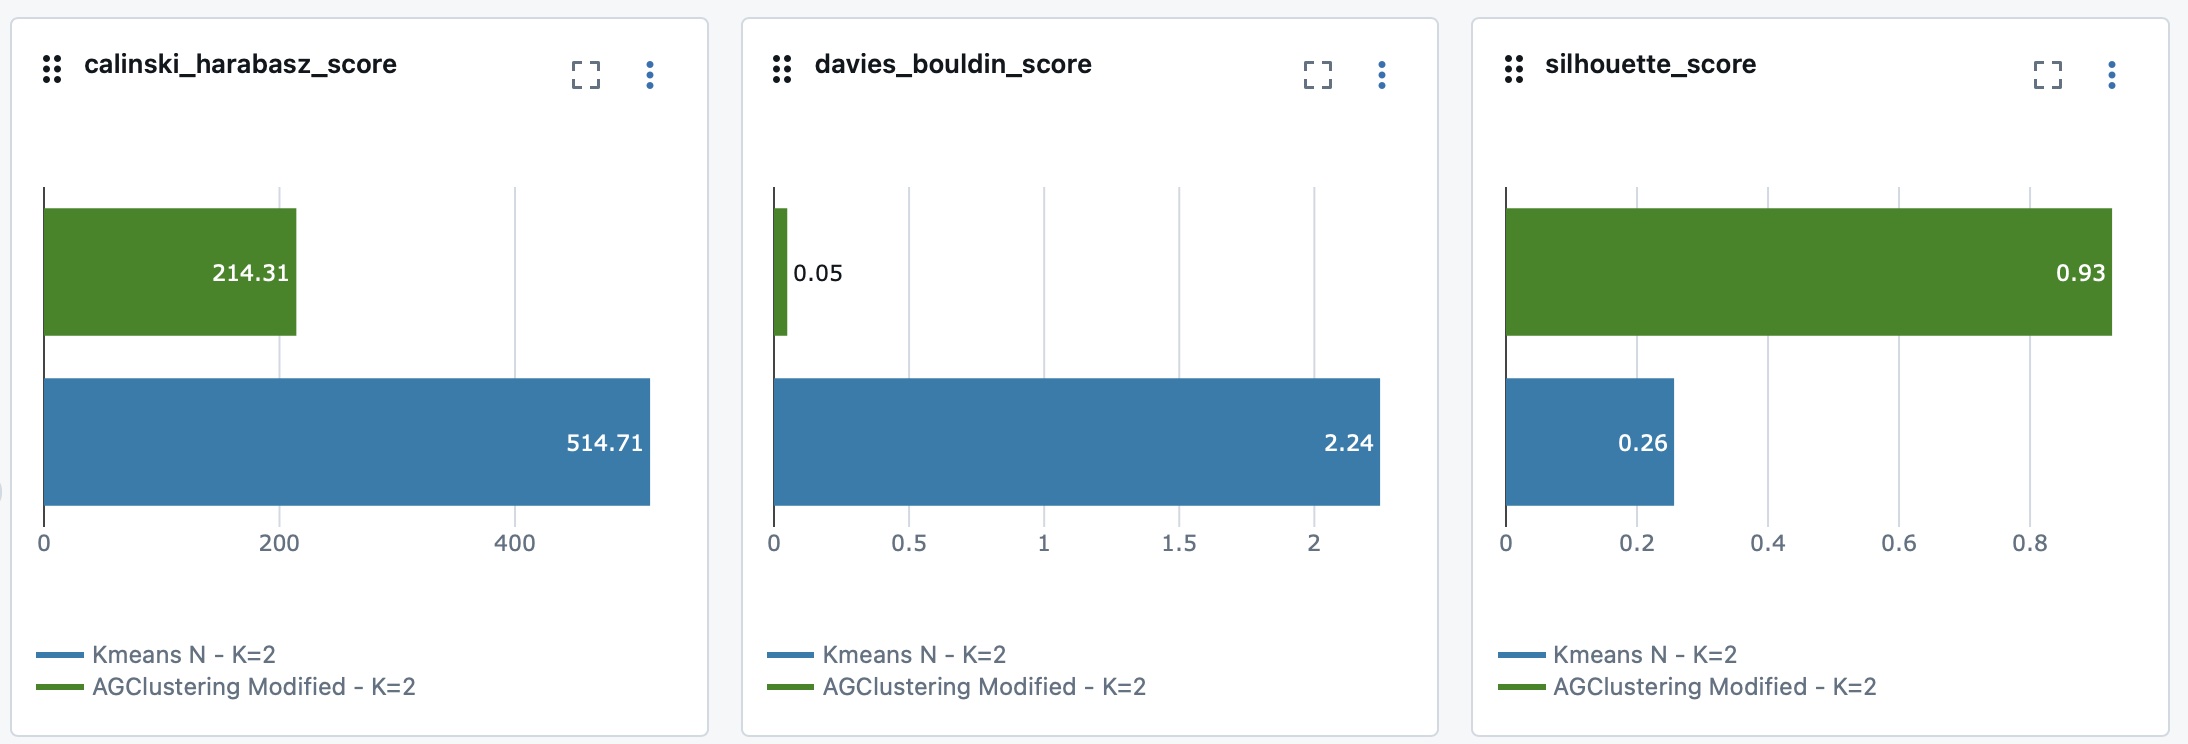 calinski_harabasz_score
214.31
514.71
0 200 400
Kmeans N - K=2
AGClustering Modified - K=2
davies_bouldin_score
0.05
2.24
0 0.5 1 1.5 2
Kmeans N - K=2
AGClustering Modified - K=2
silhouette_score
0.93
0.26
0 0.2 0.4 0.6 0.8
Kmeans N - K=2
AGClustering Modified - K=2